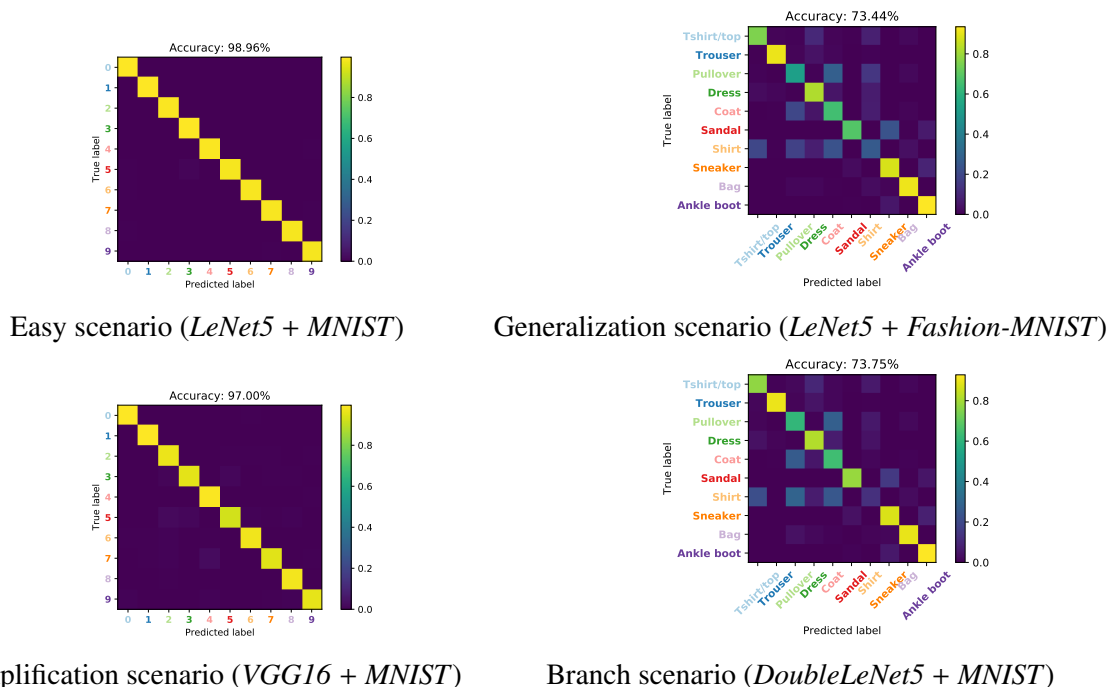 Accuracy: 98.96%
True label
0
1
2
3
4
5
6
7
8
9
0 1 2 3 4 5 6 7 8 9
Predicted label
0.8
0.6
0.4
0.2
0.0
Accuracy: 73.44%
True label
Tshirt/top
Trouser
Pullover
Dress
Coat
Sandal
Shirt
Sneaker
Bag
Ankle boot
Tshirt/top Trouser Pullover Dress Coat Sandal Shirt Sneaker Bag Ankle boot
Predicted label
0.8
0.6
0.4
0.2
0.0
Easy scenario (LeNet5 + MNIST)
Generalization scenario (LeNet5 + Fashion-MNIST)
Accuracy: 97.00%
True label
0
1
2
3
4
5
6
7
8
9
0 1 2 3 4 5 6 7 8 9
Predicted label
0.8
0.6
0.4
0.2
0.0
Accuracy: 73.75%
True label
Tshirt/top
Trouser
Pullover
Dress
Coat
Sandal
Shirt
Sneaker
Bag
Ankle boot
Tshirt/top Trouser Pullover Dress Coat Sandal Shirt Sneaker Bag Ankle boot
Predicted label
0.8
0.6
0.4
0.2
0.0
plification scenario (VGG16 + MNIST)
Branch scenario (DoubleLeNet5 + MNIST)